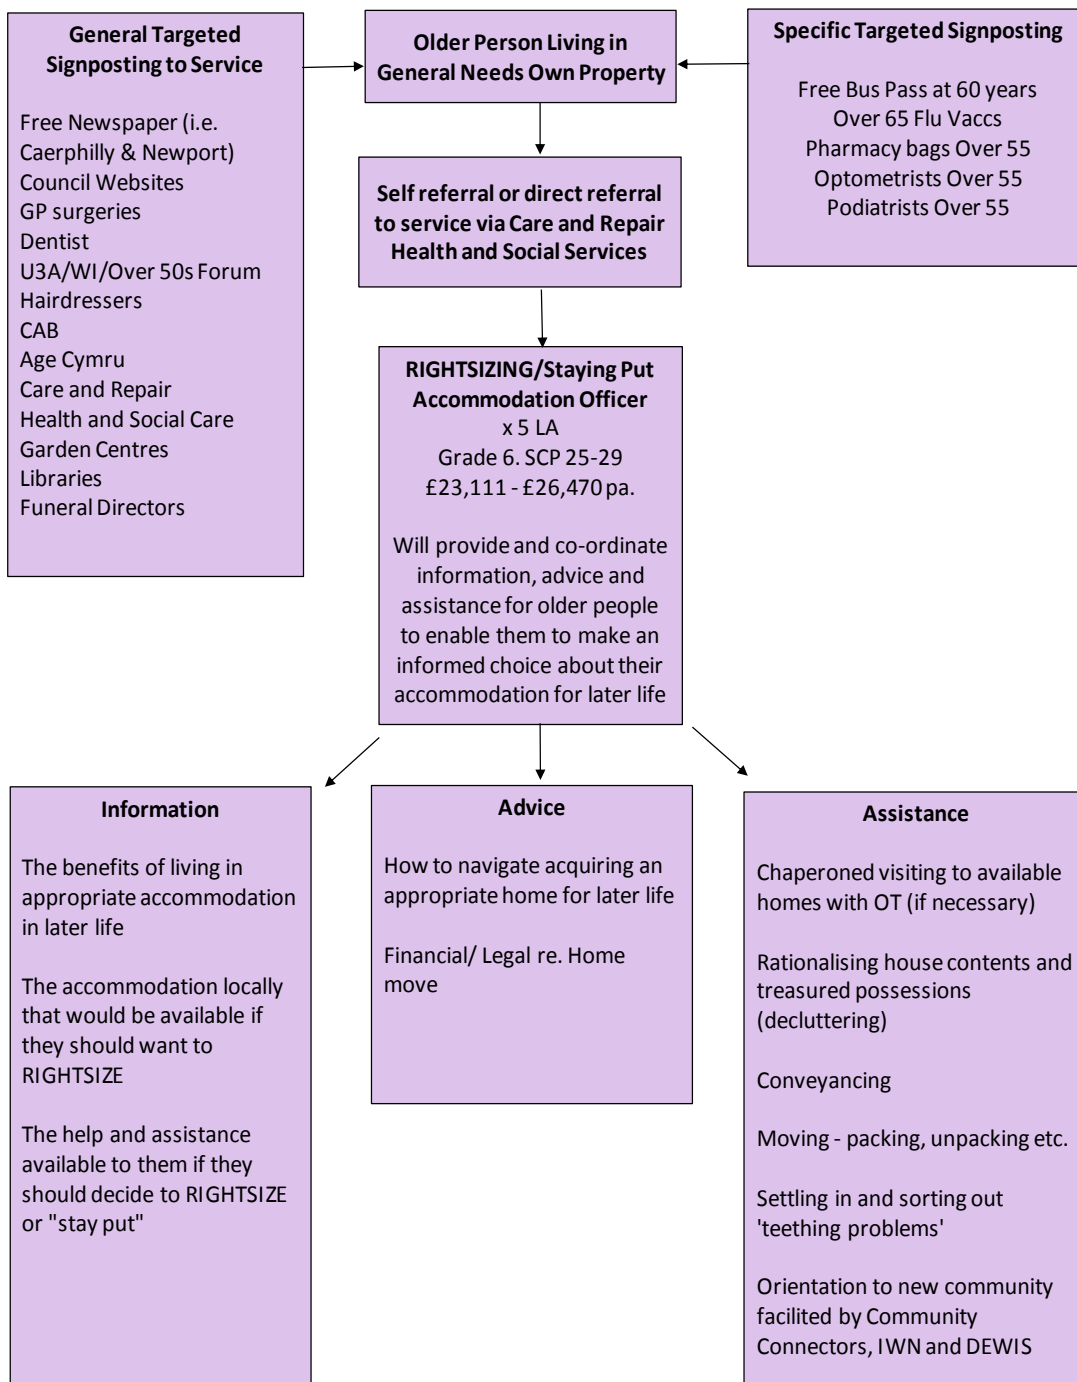 General Targeted
Signposting to Service
Free Newspaper (i.e.
Caerphilly & Newport)
Council Websites
GP surgeries
Dentist
U3A/WI/Over 50s Forum
Hairdressers
CAB
Age Cymru
Care and Repair
Health and Social Care
Garden Centres
Libraries
Funeral Directors
Older Person Living in
General Needs Own Property
Specific Targeted Signposting
Free Bus Pass at 60 years
Over 65 Flu Vaccs
Pharmacy bags Over 55
Optometrists Over 55
Podiatrists Over 55
Self referral or direct referral
to service via Care and Repair
Health and Social Services
RIGHTSIZING/Staying Put
Accommodation Officer
x 5 LA
Grade 6. SCP 25-29
£23,111 - £26,470 pa.
Will provide and co-ordinate
information, advice and
assistance for older people
to enable them to make an
informed choice about their
accommodation for later life
Information
The benefits of living in
appropriate accommodation
in later life
The accommodation locally
that would be available if
they should want to
RIGHTSIZE
The help and assistance
available to them if they
should decide to RIGHTSIZE
or "stay put"
Advice
How to navigate acquiring an
appropriate home for later life
Financial/ Legal re. Home
move
Assistance
Chaperoned visiting to available
homes with OT (if necessary)
Rationalising house contents and
treasured possessions
(decluttering)
Conveyancing
Moving - packing, unpacking etc.
Settling in and sorting out
'teething problems'
Orientation to new community
facilited by Community
Connectors, IWN and DEWIS